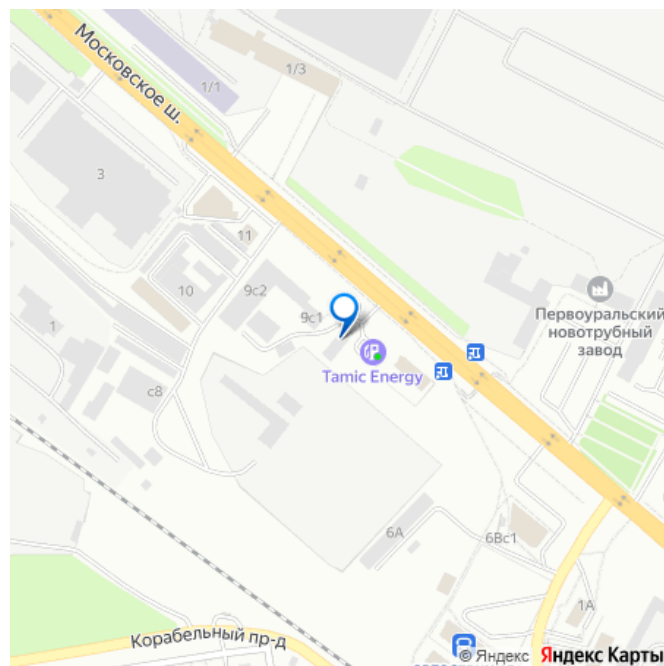 Московское ш.
1/1
1/3
3
11
10
9с2
9с1
1
с8
Первоуральский
новотрубный
завод
Tamic Energy
6А
6Вс1
1А
Корабельный пр-д
© Яндекс Яндекс Карты